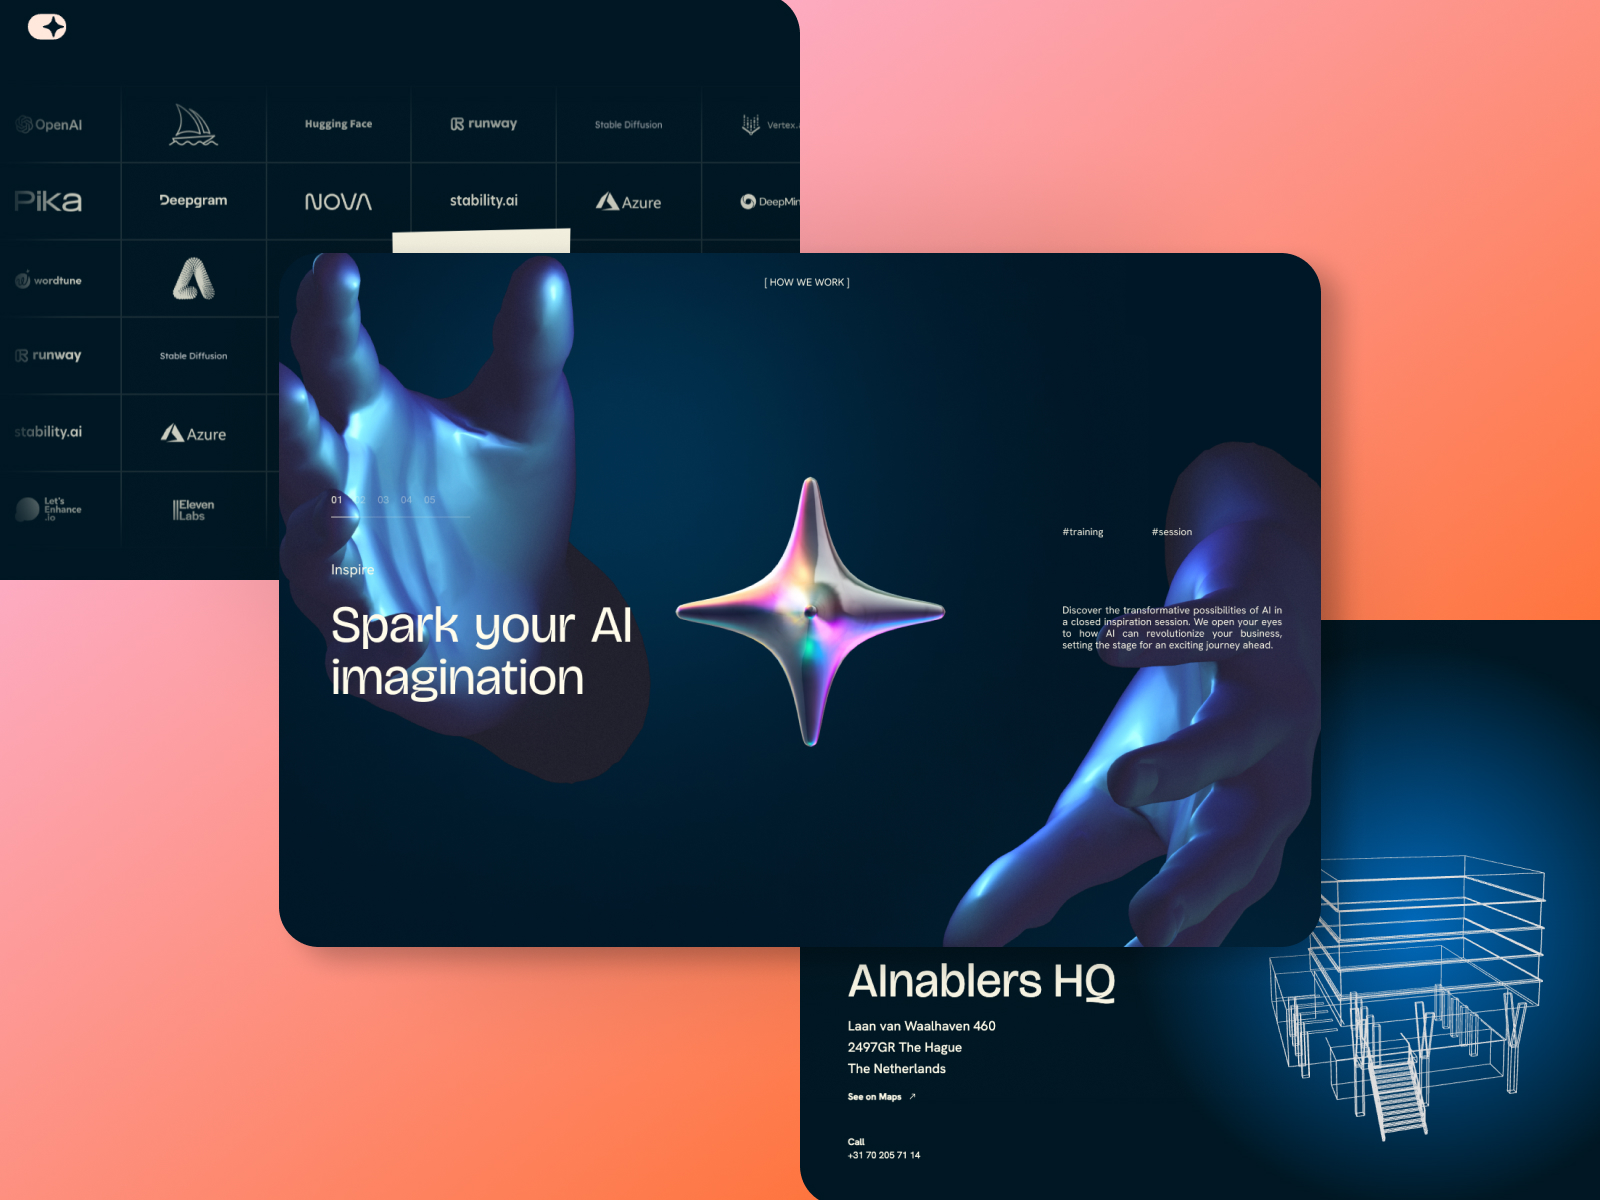 OpenAI
Hugging Face
runway
Stable Diffusion
Vertex.
Pika
Deepgram
NOVA
stability.ai
Azure
DeepMin
wordtune
runway
Stable Diffusion
stability.ai
Azure
Let's
Enhance
.io
Eleven
Labs
[ HOW WE WORK ]
01 02 03 04 05
Inspire
Spark your AI
imagination
#training #session
Discover the transformative possibilities of AI in
a closed inspiration session. We open your eyes
to how AI can revolutionize your business,
setting the stage for an exciting journey ahead.
AInablers HQ
Laan van Waalhaven 460
2497GR The Hague
The Netherlands
See on Maps ↗
Call
+31 70 205 71 14